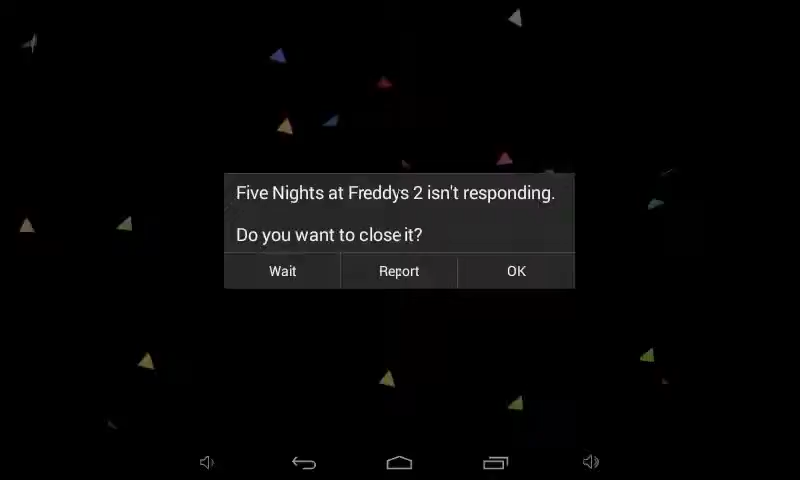 Five Nights at Freddys 2 isn't responding.
Do you want to close it?
Wait
Report
OK